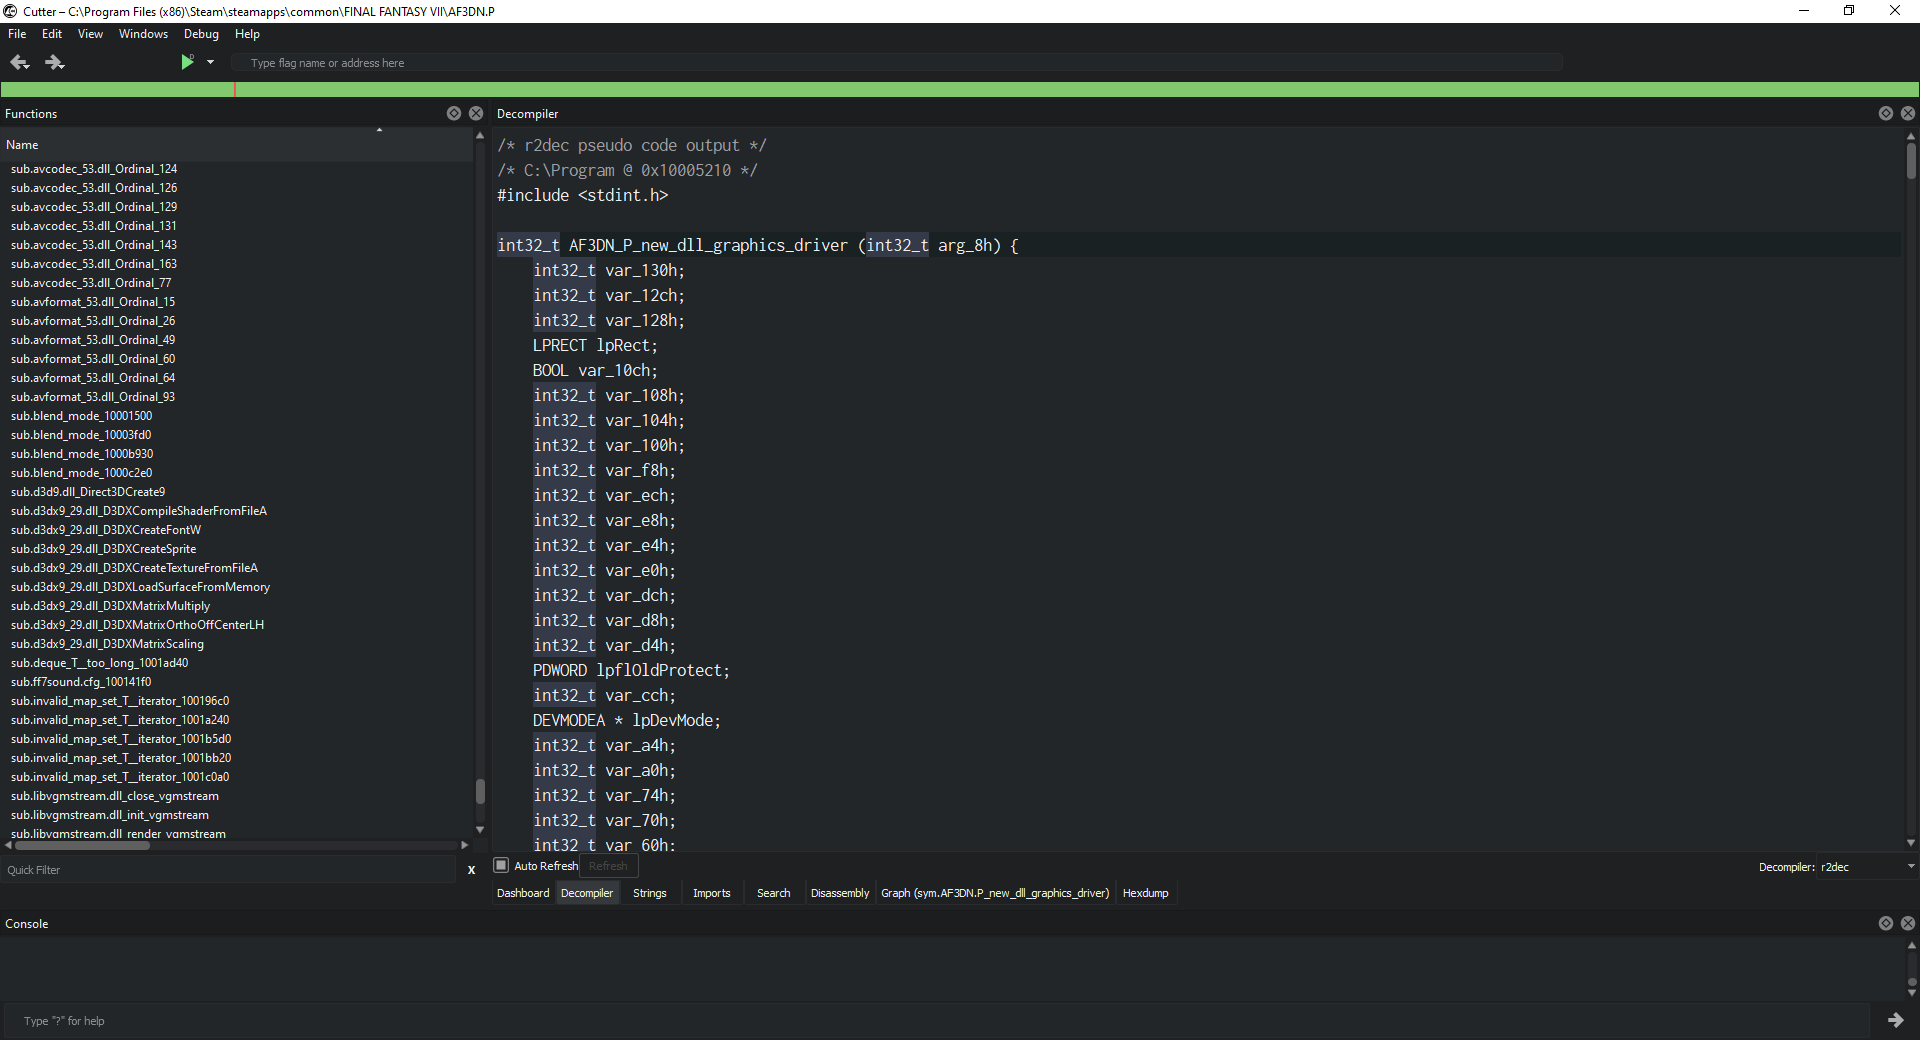 Cutter – C:\Program Files (x86)\Steam\steamapps\common\FINAL FANTASY VII\AF3DN.P
File Edit View Windows Debug Help
Type flag name or address here
Functions
Name
sub.avcodec_53.dll_Ordinal_124
sub.avcodec_53.dll_Ordinal_126
sub.avcodec_53.dll_Ordinal_129
sub.avcodec_53.dll_Ordinal_131
sub.avcodec_53.dll_Ordinal_143
sub.avcodec_53.dll_Ordinal_163
sub.avcodec_53.dll_Ordinal_77
sub.avformat_53.dll_Ordinal_15
sub.avformat_53.dll_Ordinal_26
sub.avformat_53.dll_Ordinal_49
sub.avformat_53.dll_Ordinal_60
sub.avformat_53.dll_Ordinal_64
sub.avformat_53.dll_Ordinal_93
sub.blend_mode_10001500
sub.blend_mode_10003fd0
sub.blend_mode_1000b930
sub.blend_mode_1000c2e0
sub.d3d9.dll_Direct3DCreate9
sub.d3dx9_29.dll_D3DXCompileShaderFromFileA
sub.d3dx9_29.dll_D3DXCreateFontW
sub.d3dx9_29.dll_D3DXCreateSprite
sub.d3dx9_29.dll_D3DXCreateTextureFromFileA
sub.d3dx9_29.dll_D3DXLoadSurfaceFromMemory
sub.d3dx9_29.dll_D3DXMatrixMultiply
sub.d3dx9_29.dll_D3DXMatrixOrthoOffCenterLH
sub.d3dx9_29.dll_D3DXMatrixScaling
sub.deque_T__too_long_1001ad40
sub.ff7sound.cfg_100141f0
sub.invalid_map_set_T__iterator_100196c0
sub.invalid_map_set_T__iterator_1001a240
sub.invalid_map_set_T__iterator_1001b5d0
sub.invalid_map_set_T__iterator_1001bb20
sub.invalid_map_set_T__iterator_1001c0a0
sub.libvgmstream.dll_close_vgmstream
sub.libvgmstream.dll_init_vgmstream
sub.libvgmstream.dll_render_vgmstream
Quick Filter X
Decompiler
/* r2dec pseudo code output */
/* C:\Program @ 0x10005210 */
#include <stdint.h>
int32_t AF3DN_P_new_dll_graphics_driver (int32_t arg_8h) {
int32_t var_130h;
int32_t var_12ch;
int32_t var_128h;
LPRECT lpRect;
BOOL var_10ch;
int32_t var_108h;
int32_t var_104h;
int32_t var_100h;
int32_t var_f8h;
int32_t var_ech;
int32_t var_e8h;
int32_t var_e4h;
int32_t var_e0h;
int32_t var_dch;
int32_t var_d8h;
int32_t var_d4h;
PDWORD lpflOldProtect;
int32_t var_cch;
DEVMODEA * lpDevMode;
int32_t var_a4h;
int32_t var_a0h;
int32_t var_74h;
int32_t var_70h;
int32_t var_60h;
Auto Refresh Refresh Decompiler: r2dec
Dashboard Decompiler Strings Imports Search Disassembly Graph (sym.AF3DN.P_new_dll_graphics_driver) Hexdump
Console
Type "?" for help